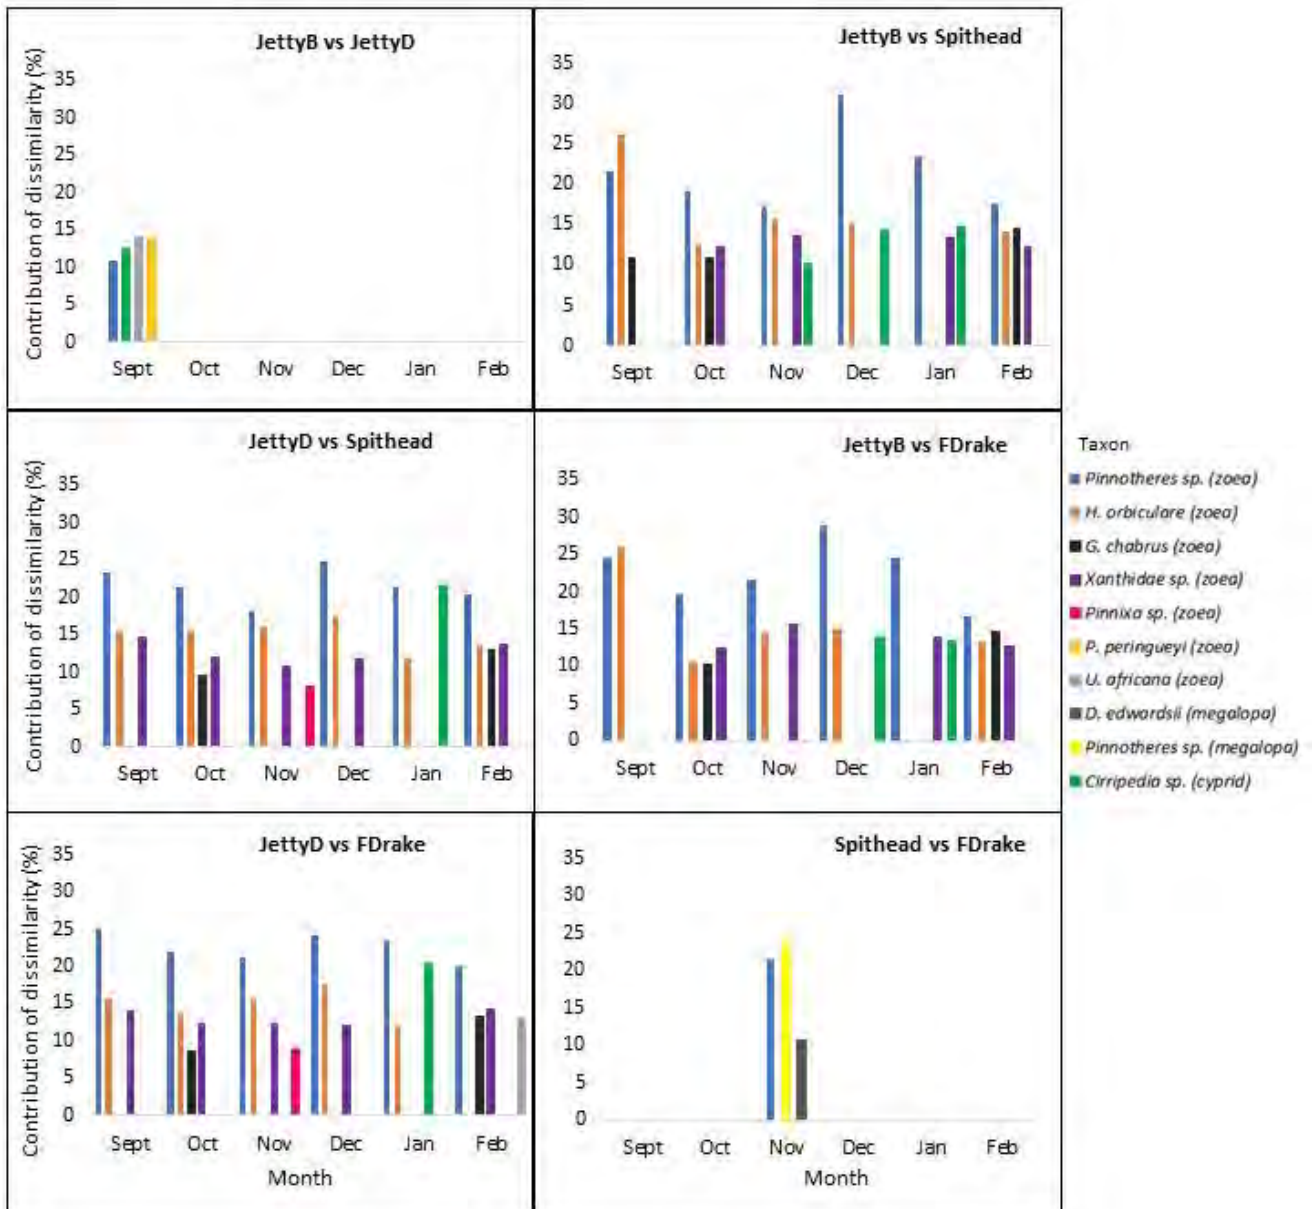 JettyB vs JettyD
Contribution of dissimilarity (%)
35
30
25
20
15
10
5
0
Sept Oct Nov Dec Jan Feb
JettyB vs Spithead
35
30
25
20
15
10
5
0
Sept Oct Nov Dec Jan Feb
JettyD vs Spithead
Contribution of dissimilarity (%)
35
30
25
20
15
10
5
0
Sept Oct Nov Dec Jan Feb
JettyB vs FDrake
35
30
25
20
15
10
5
0
Sept Oct Nov Dec Jan Feb
Taxon
Pinnotheres sp. (zoea)
H. orbiculare (zoea)
G. chabrus (zoea)
Xanthidae sp. (zoea)
Pinnixa sp. (zoea)
P. peringueyi (zoea)
U. africana (zoea)
D. edwardsii (megalopa)
Pinnotheres sp. (megalopa)
Cirripedia sp. (cyprid)
JettyD vs FDrake
Contribution of dissimilarity (%)
35
30
25
20
15
10
5
0
Sept Oct Nov Dec Jan Feb
Month
Spithead vs FDrake
35
30
25
20
15
10
5
0
Sept Oct Nov Dec Jan Feb
Month